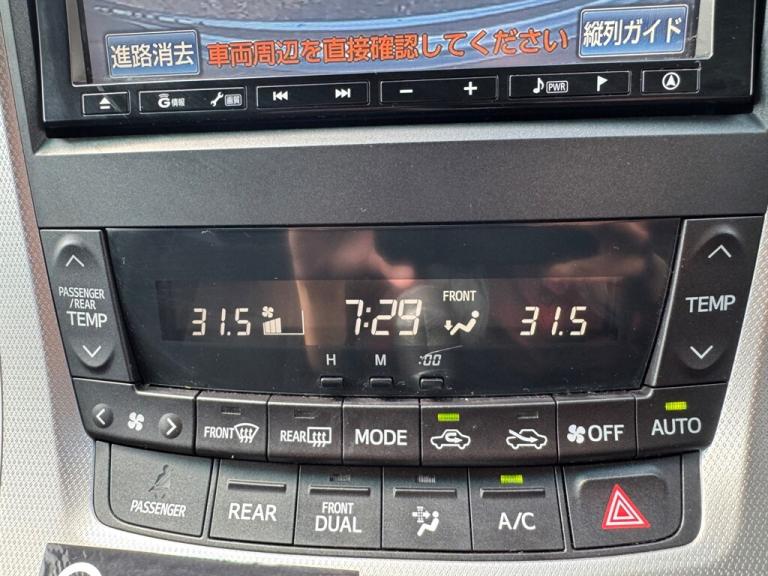 進路消去 車両周辺を直接確認してください 縦列ガイド
G情報 画質 PWR
PASSENGER
/REAR
TEMP
31.5 7:29 FRONT 31.5
TEMP
H M :00
FRONT REAR MODE OFF AUTO
PASSENGER REAR FRONT DUAL A/C